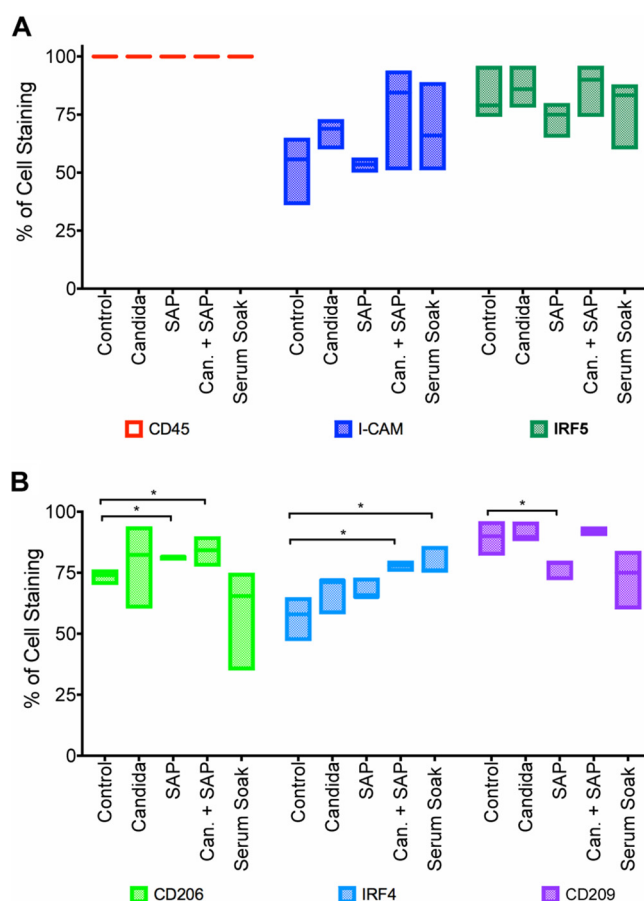 A
% of Cell Staining
100
75
50
25
0
Control
Candida
SAP
Can. + SAP
Serum Soak
Control
Candida
SAP
Can. + SAP
Serum Soak
Control
Candida
SAP
Can. + SAP
Serum Soak
CD45
I-CAM
IRF5
B
% of Cell Staining
100
75
50
25
0
*
*
*
*
*
Control
Candida
SAP
Can. + SAP
Serum Soak
Control
Candida
SAP
Can. + SAP
Serum Soak
Control
Candida
SAP
Can. + SAP
Serum Soak
CD206
IRF4
CD209